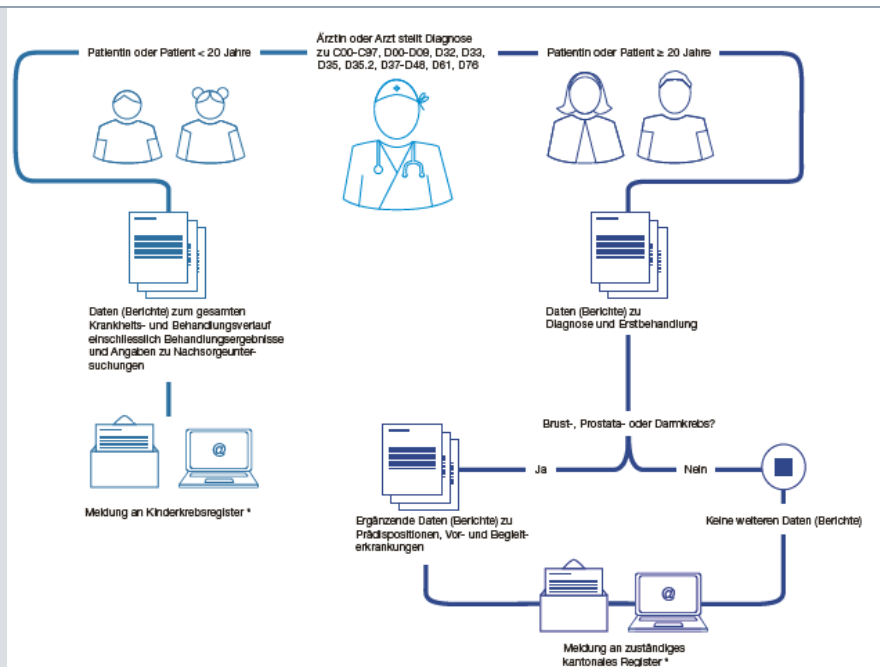 Patientin oder Patient < 20 Jahre
Ärztin oder Arzt stellt Diagnose
zu C00-C97, D00-D09, D32, D33,
D35, D35.2, D37-D48, D61, D76
Patientin oder Patient ≥ 20 Jahre
Daten (Berichte) zum gesamten
Krankheits- und Behandlungsverlauf
einschliesslich Behandlungsergebnisse
und Angaben zu Nachsorgeunter-
suchungen
Daten (Berichte) zu
Diagnose und Erstbehandlung
Brust-, Prostata- oder Darmkrebs?
Ja
Nein
@
Meldung an Kinderkrebsregister *
Ergänzende Daten (Berichte) zu
Prädispositionen, Vor- und Begleit-
erkrankungen
Keine weiteren Daten (Berichte)
@
Meldung an zuständiges
kantonales Register *